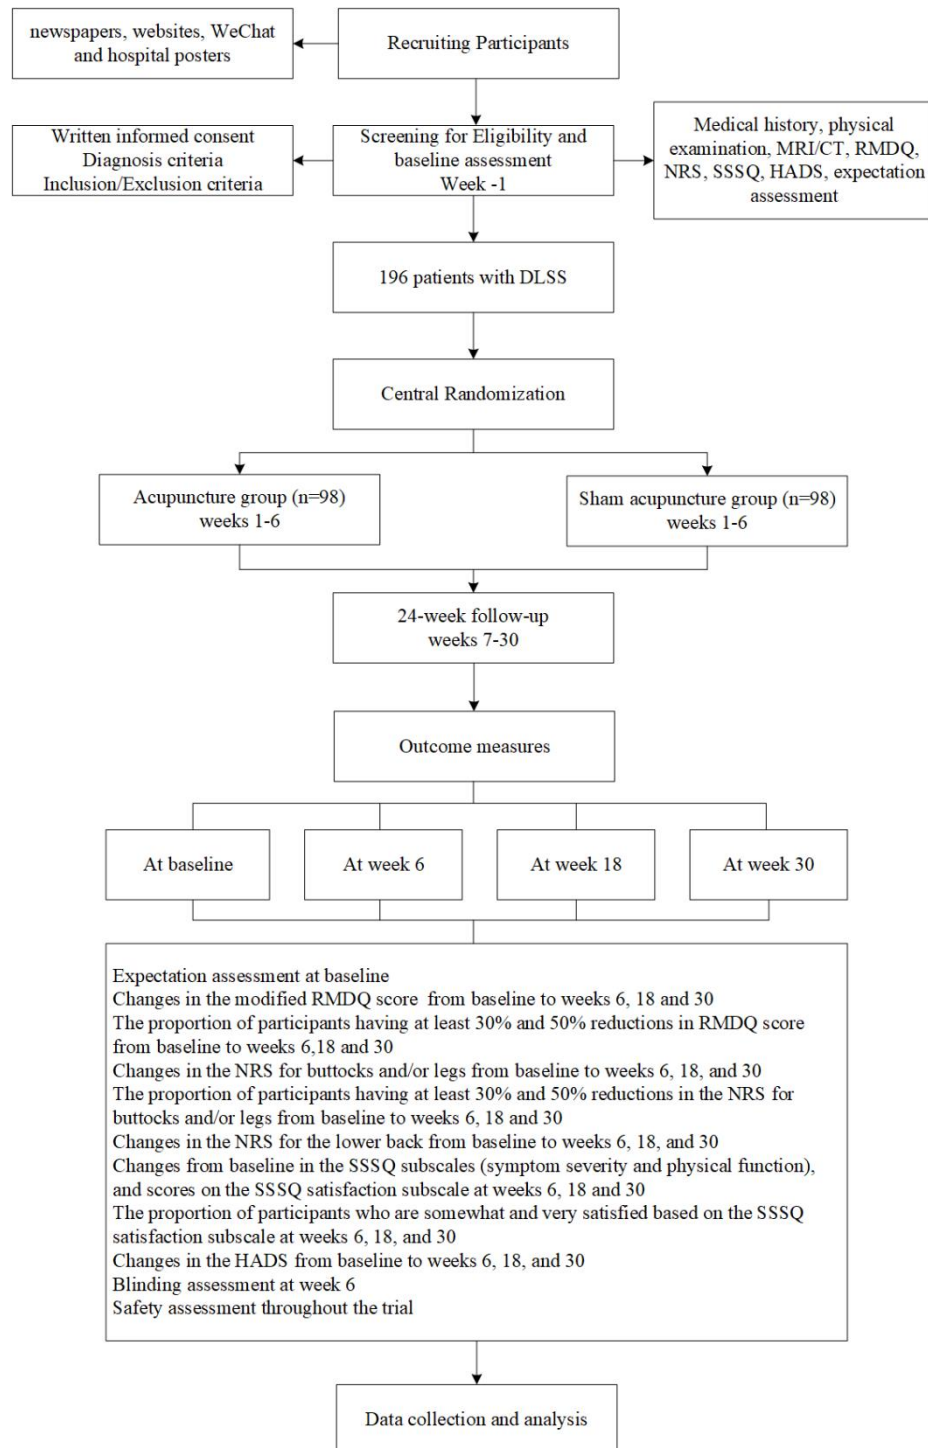 newspapers, websites, WeChat
and hospital posters
Recruiting Participants
Written informed consent
Diagnosis criteria
Inclusion/Exclusion criteria
Screening for Eligibility and
baseline assessment
Week -1
Medical history, physical
examination, MRI/CT, RMDQ,
NRS, SSSQ, HADS, expectation
assessment
196 patients with DLSS
Central Randomization
Acupuncture group (n=98)
weeks 1-6
Sham acupuncture group (n=98)
weeks 1-6
24-week follow-up
weeks 7-30
Outcome measures
At baseline
At week 6
At week 18
At week 30
Expectation assessment at baseline
Changes in the modified RMDQ score from baseline to weeks 6, 18 and 30
The proportion of participants having at least 30% and 50% reductions in RMDQ score
from baseline to weeks 6,18 and 30
Changes in the NRS for buttocks and/or legs from baseline to weeks 6, 18, and 30
The proportion of participants having at least 30% and 50% reductions in the NRS for
buttocks and/or legs from baseline to weeks 6, 18 and 30
Changes in the NRS for the lower back from baseline to weeks 6, 18, and 30
Changes from baseline in the SSSQ subscales (symptom severity and physical function),
and scores on the SSSQ satisfaction subscale at weeks 6, 18 and 30
The proportion of participants who are somewhat and very satisfied based on the SSSQ
satisfaction subscale at weeks 6, 18, and 30
Changes in the HADS from baseline to weeks 6, 18, and 30
Blinding assessment at week 6
Safety assessment throughout the trial
Data collection and analysis